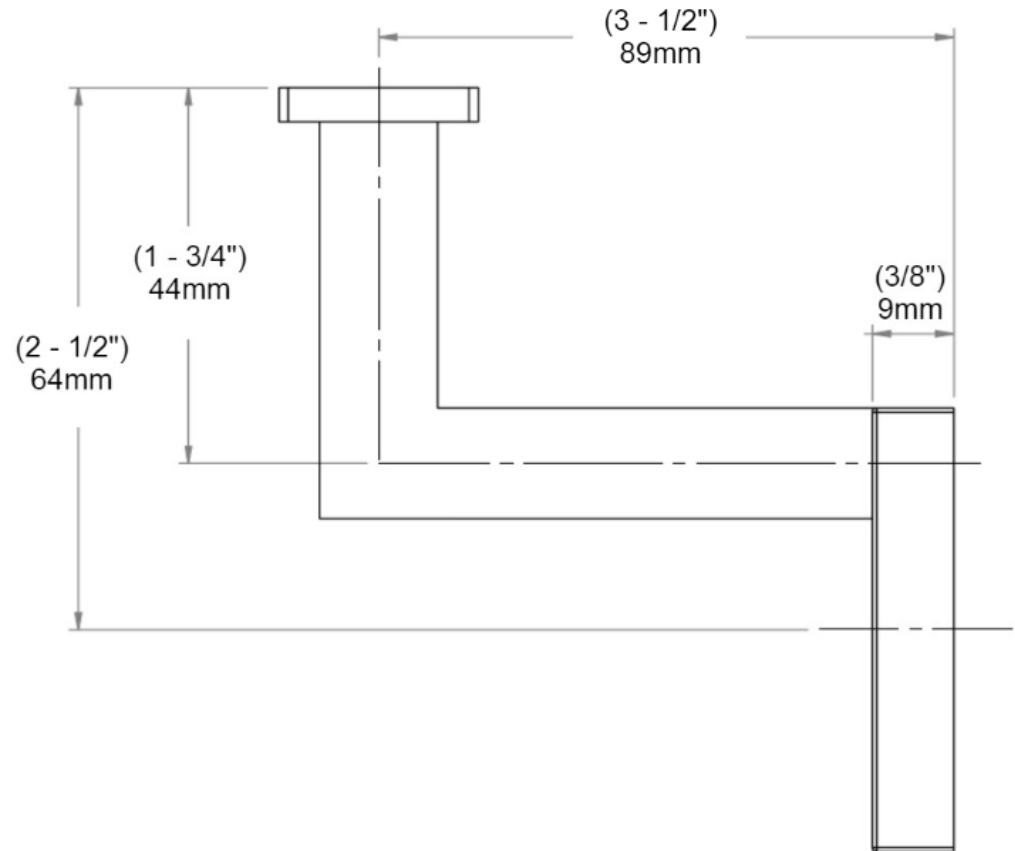 (3 - 1/2")
89mm
(1 - 3/4")
44mm
(3/8")
9mm
(2 - 1/2")
64mm